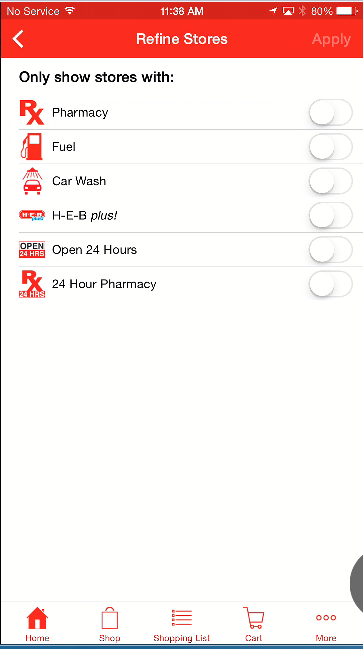 No Service 11:38 AM 80%
Refine Stores Apply
Only show stores with:
RX Pharmacy
Fuel
Car Wash
H-E-B plus! H-E-B plus!
OPEN 24 HRS Open 24 Hours
RX 24 HRS 24 Hour Pharmacy
Home Shop Shopping List Cart More